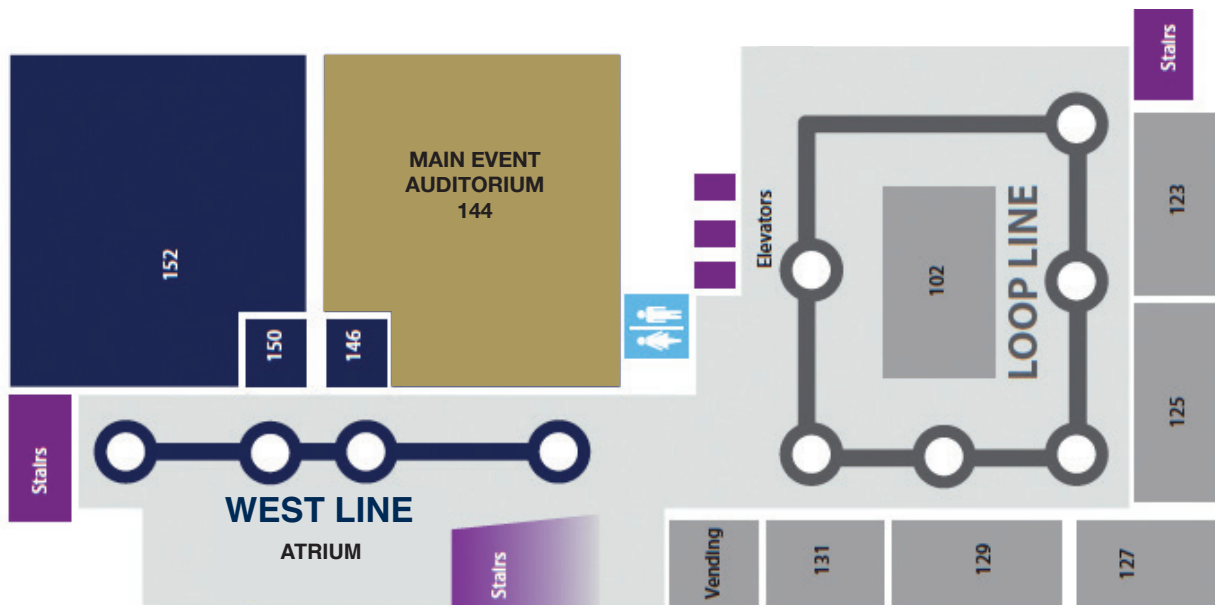 Stairs
MAIN EVENT
AUDITORIUM
144
152
150
146
Elevators
102
LOOP LINE
123
125
Stairs
WEST LINE
ATRIUM
Stairs
Vending
131
129
127